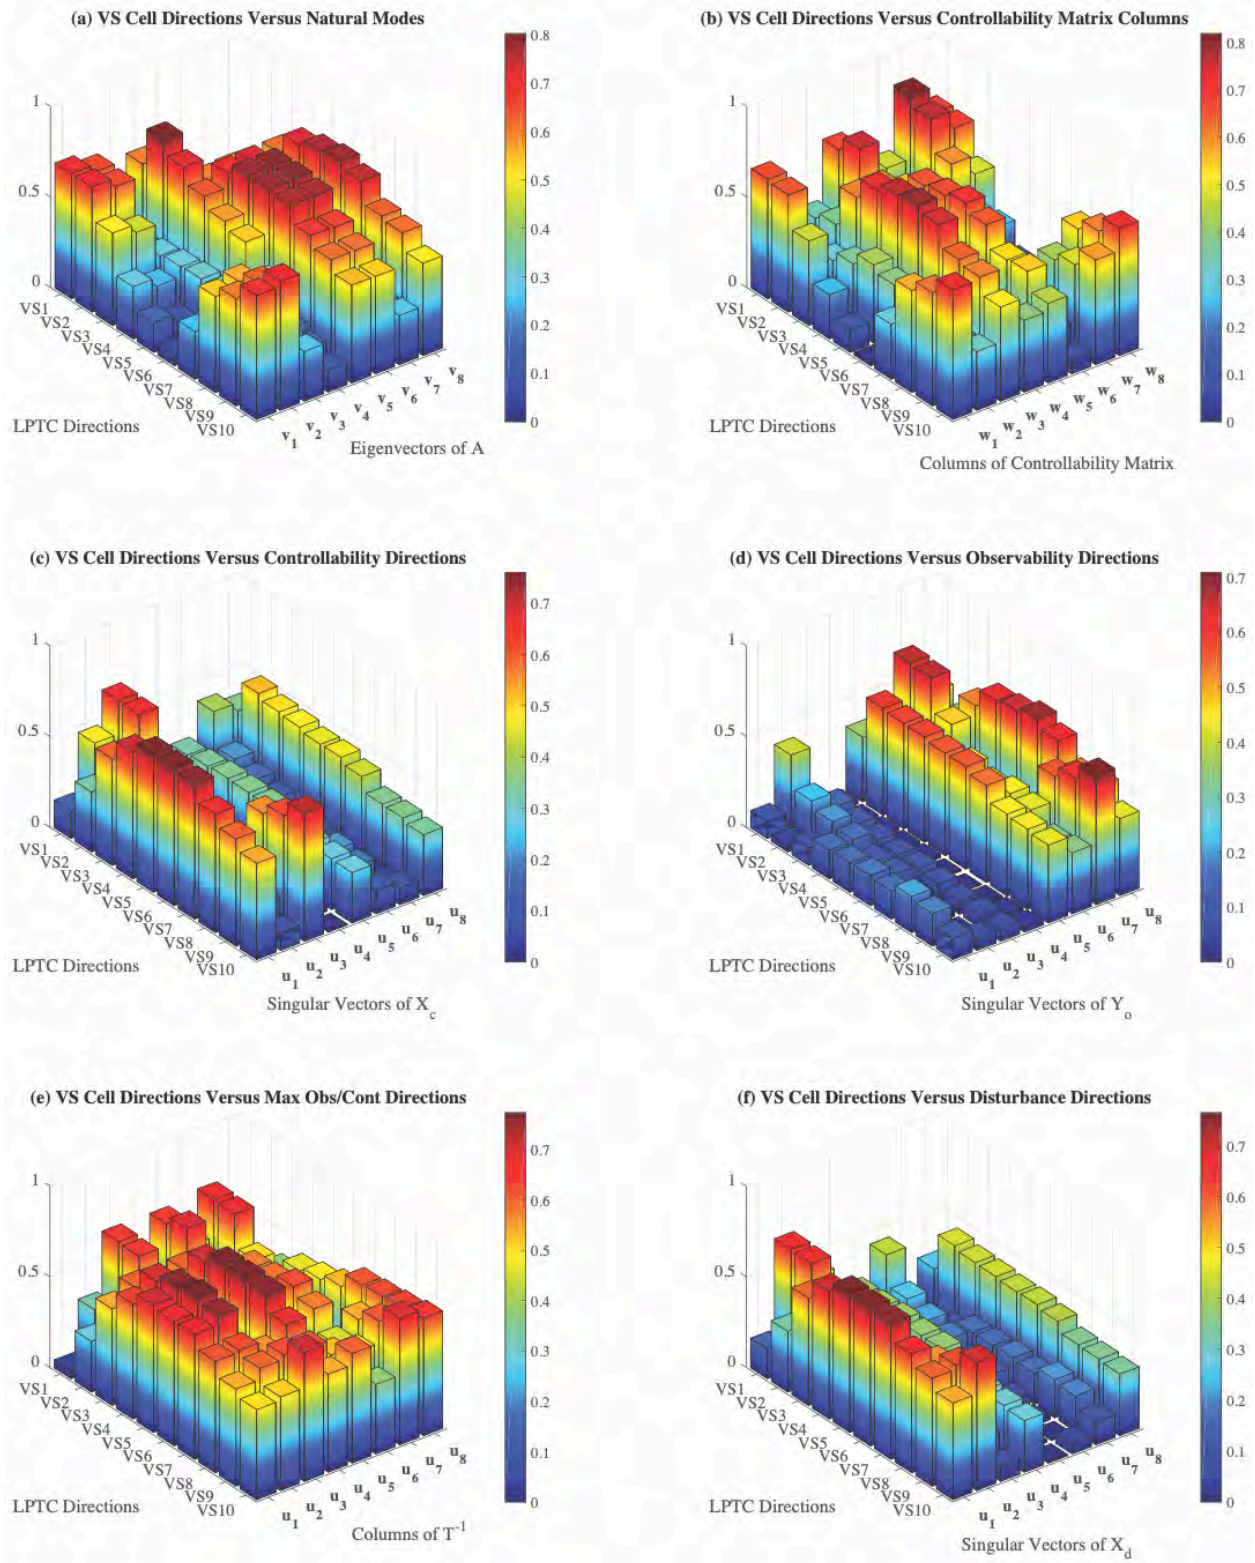 (a) VS Cell Directions Versus Natural Modes
1
0.5
0
VS1
VS2
VS3
VS4
VS5
VS6
VS7
VS8
VS9
VS10
LPTC Directions
v1
v2
v3
v4
v5
v6
v7
v8
Eigenvectors of A
0.8
0.7
0.6
0.5
0.4
0.3
0.2
0.1
0
(b) VS Cell Directions Versus Controllability Matrix Columns
1
0.5
0
VS1
VS2
VS3
VS4
VS5
VS6
VS7
VS8
VS9
VS10
LPTC Directions
w1
w2
w3
w4
w5
w6
w7
w8
Columns of Controllability Matrix
0.8
0.7
0.6
0.5
0.4
0.3
0.2
0.1
0
(c) VS Cell Directions Versus Controllability Directions
1
0.5
0
VS1
VS2
VS3
VS4
VS5
VS6
VS7
VS8
VS9
VS10
LPTC Directions
u1
u2
u3
u4
u5
u6
u7
u8
Singular Vectors of Xc
0.7
0.6
0.5
0.4
0.3
0.2
0.1
0
(d) VS Cell Directions Versus Observability Directions
1
0.5
0
VS1
VS2
VS3
VS4
VS5
VS6
VS7
VS8
VS9
VS10
LPTC Directions
u1
u2
u3
u4
u5
u6
u7
u8
Singular Vectors of Yo
0.7
0.6
0.5
0.4
0.3
0.2
0.1
0
(e) VS Cell Directions Versus Max Obs/Cont Directions
1
0.5
0
VS1
VS2
VS3
VS4
VS5
VS6
VS7
VS8
VS9
VS10
LPTC Directions
u1
u2
u3
u4
u5
u6
u7
u8
Columns of T-1
0.7
0.6
0.5
0.4
0.3
0.2
0.1
0
(f) VS Cell Directions Versus Disturbance Directions
1
0.5
0
VS1
VS2
VS3
VS4
VS5
VS6
VS7
VS8
VS9
VS10
LPTC Directions
u1
u2
u3
u4
u5
u6
u7
u8
Singular Vectors of Xd
0.7
0.6
0.5
0.4
0.3
0.2
0.1
0